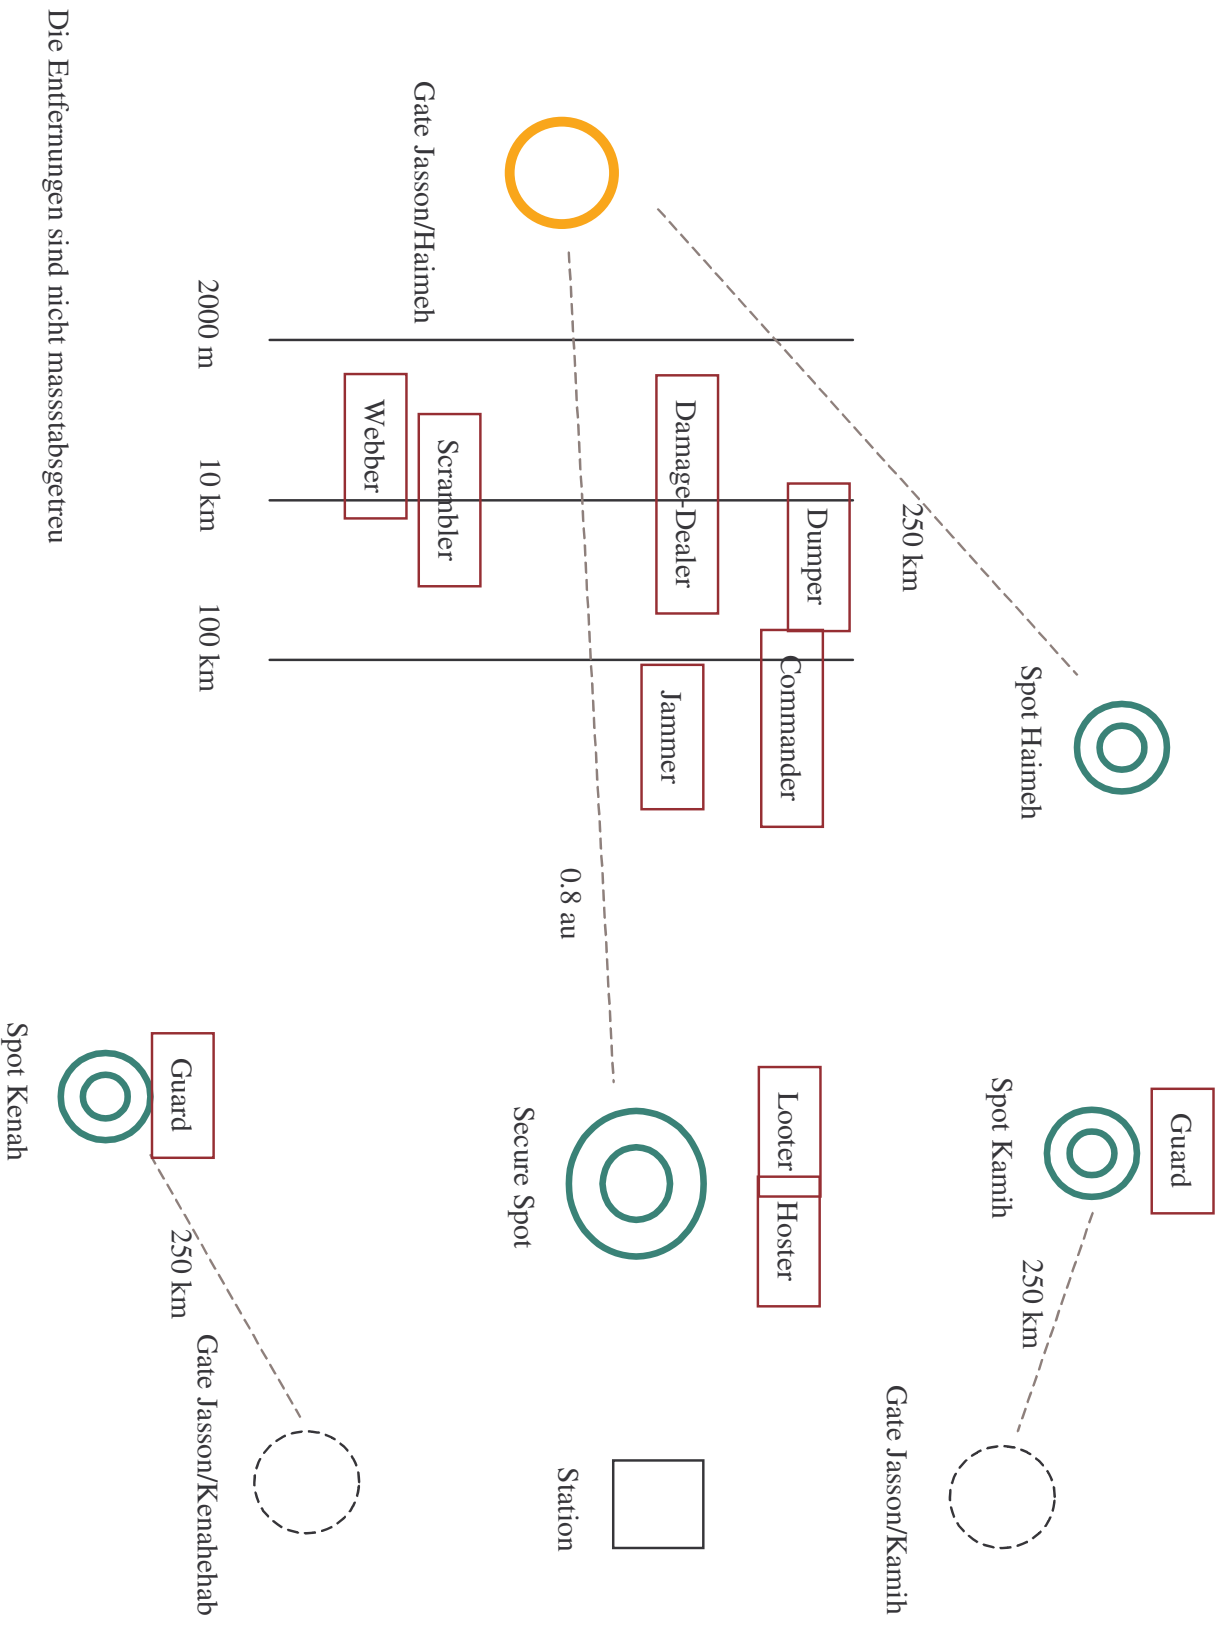 Spot Haimeh
Guard
Spot Kamih
250 km
250 km
Gate Jasson/Kamih
Dumper
Commander
Looter
Hoster
Damage-Dealer
Jammer
0.8 au
Secure Spot
Station
Scrambler
Gate Jasson/Haimeh
Webber
2000 m
10 km
100 km
Guard
250 km
Gate Jasson/Kenahehab
Spot Kenah
Die Entfernungen sind nicht massstabsgetreu